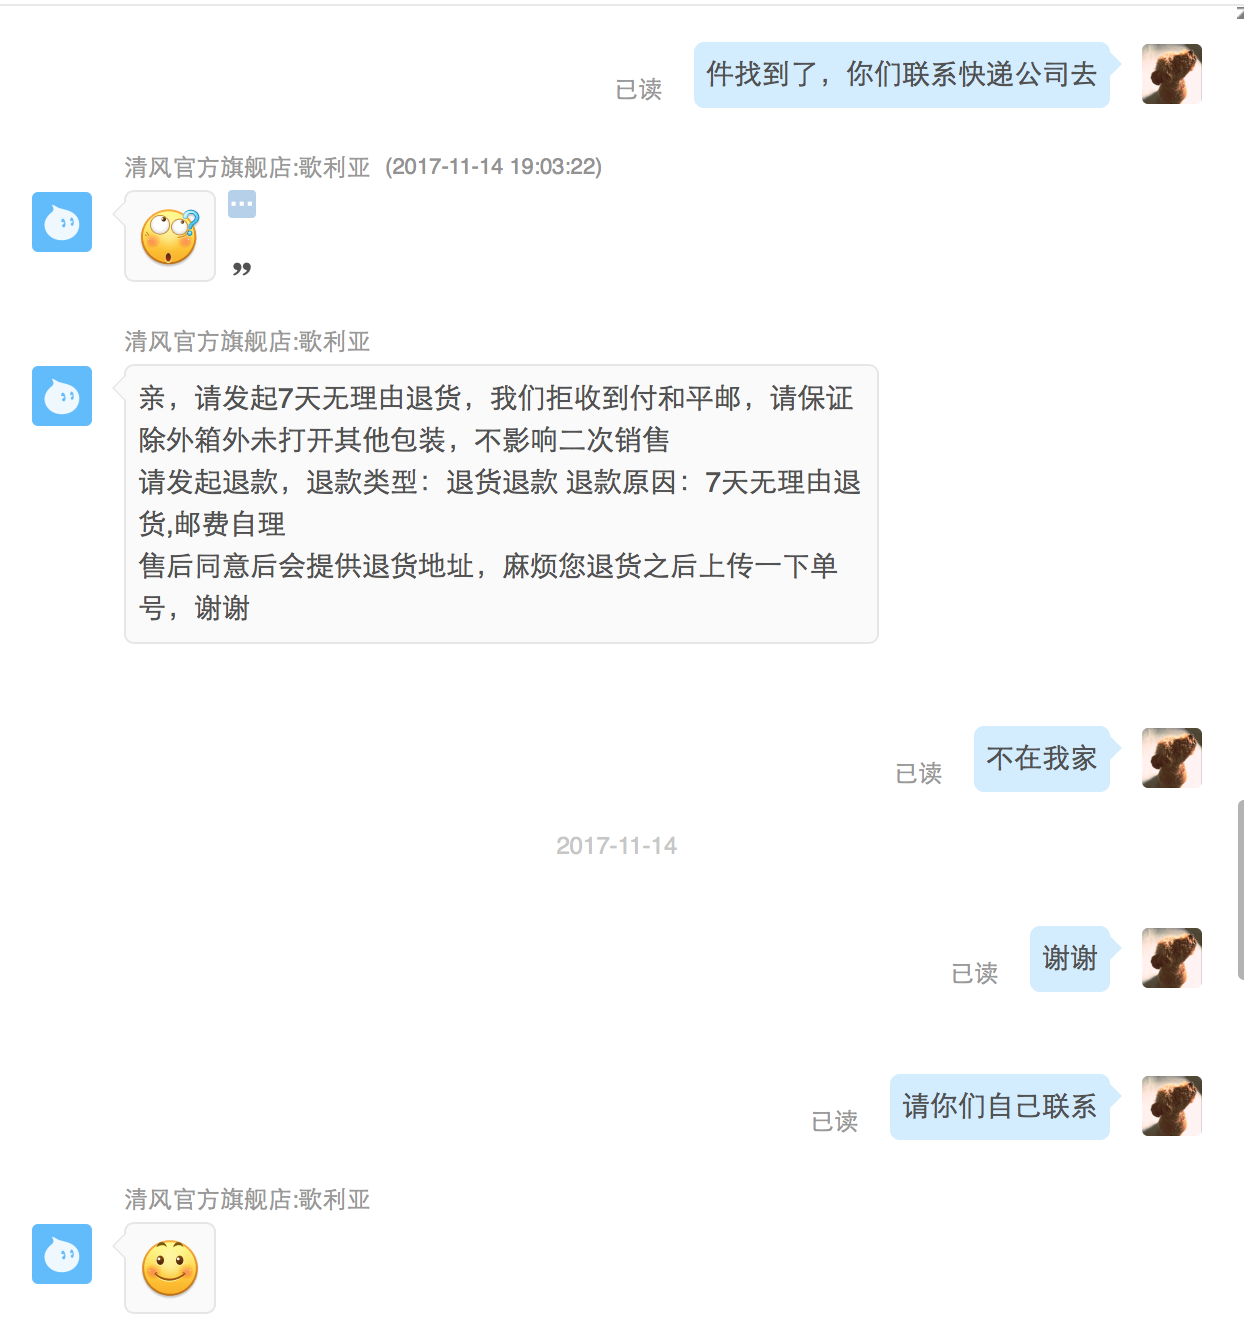 件找到了，你们联系快递公司去
已读
清风官方旗舰店:歌利亚 (2017-11-14 19:03:22)
清风官方旗舰店:歌利亚
亲，请发起7天无理由退货，我们拒收到付和平邮，请保证
除外箱外未打开其他包装，不影响二次销售
请发起退款，退款类型：退货退款 退款原因：7天无理由退
货,邮费自理
售后同意后会提供退货地址，麻烦您退货之后上传一下单
号，谢谢
不在我家
已读
2017-11-14
谢谢
已读
请你们自己联系
已读
清风官方旗舰店:歌利亚